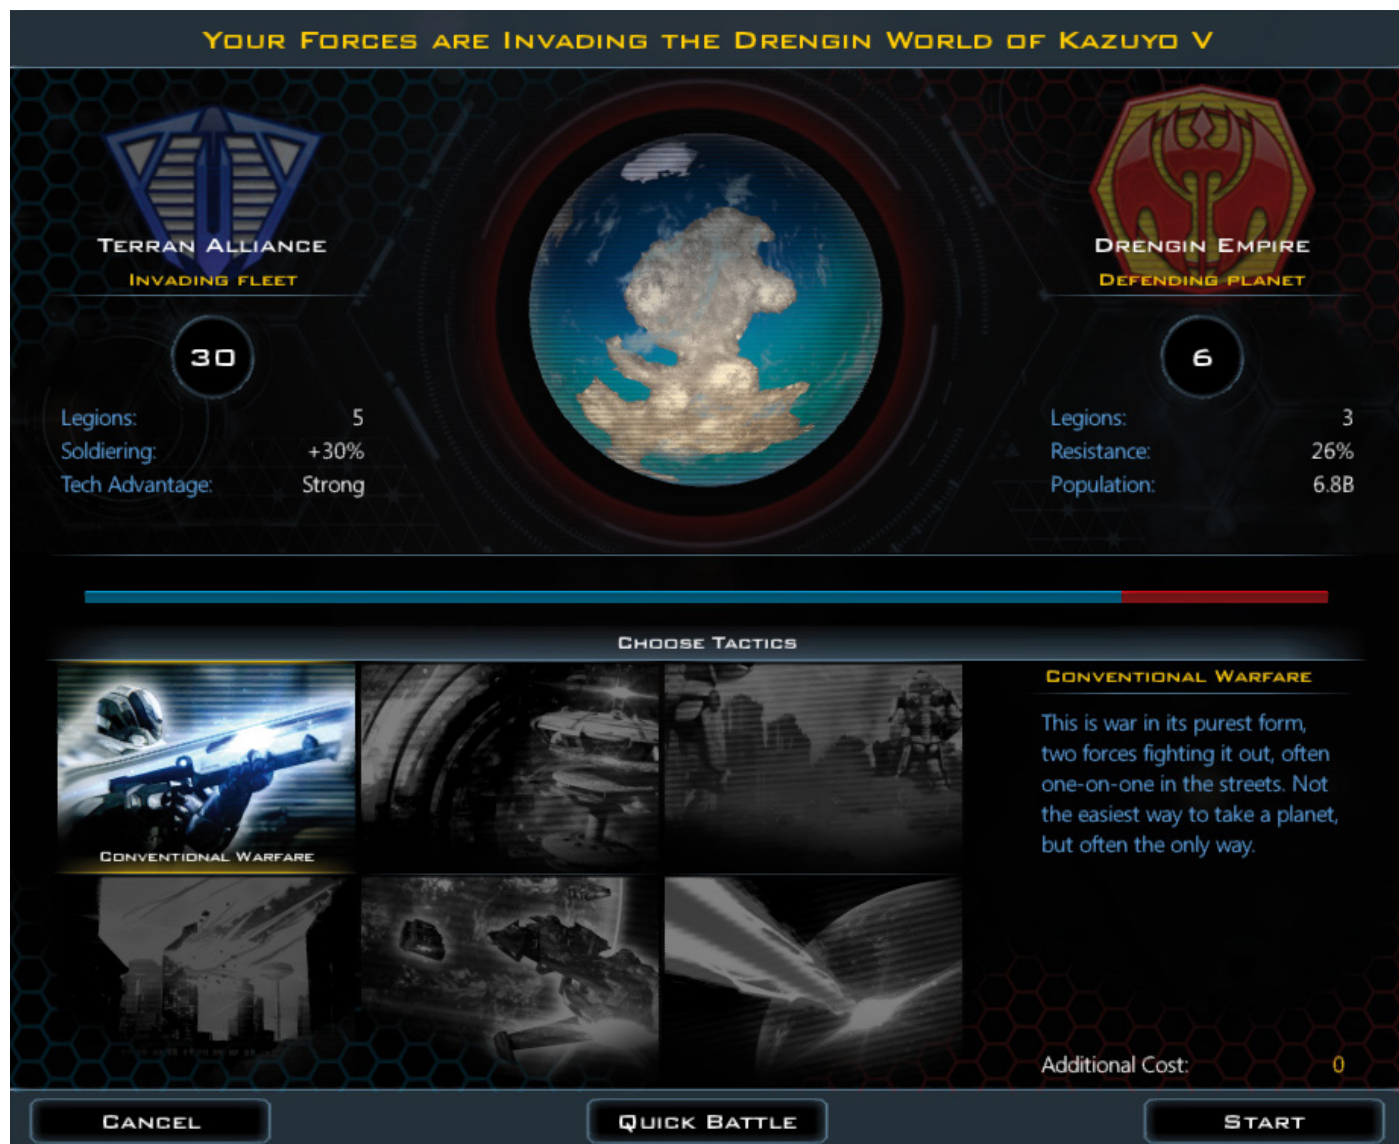 Your Forces are Invading the Drengin World of Kazuyo V
Terran Alliance
Invading fleet
30
Legions: 5
Soldiering: +30%
Tech Advantage: Strong
Drengin Empire
Defending planet
6
Legions: 3
Resistance: 26%
Population: 6.8B
Choose Tactics
Conventional Warfare
Conventional Warfare
This is war in its purest form,
two forces fighting it out, often
one-on-one in the streets. Not
the easiest way to take a planet,
but often the only way.
Additional Cost: 0
Cancel
Quick Battle
Start